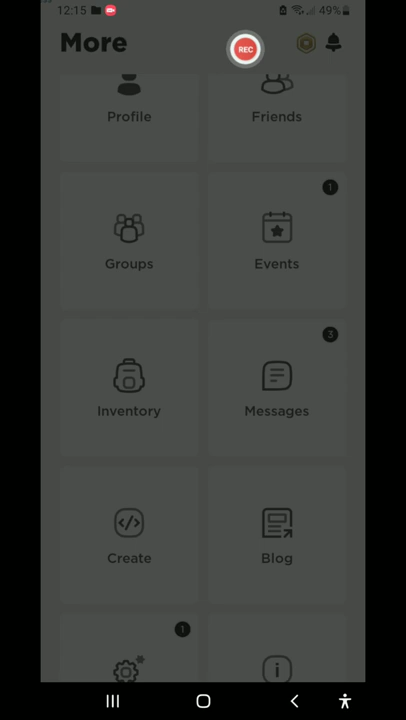 12:15
49%
More
REC
Profile
Friends
Groups
1
Events
Inventory
3
Messages
Create
Blog
1